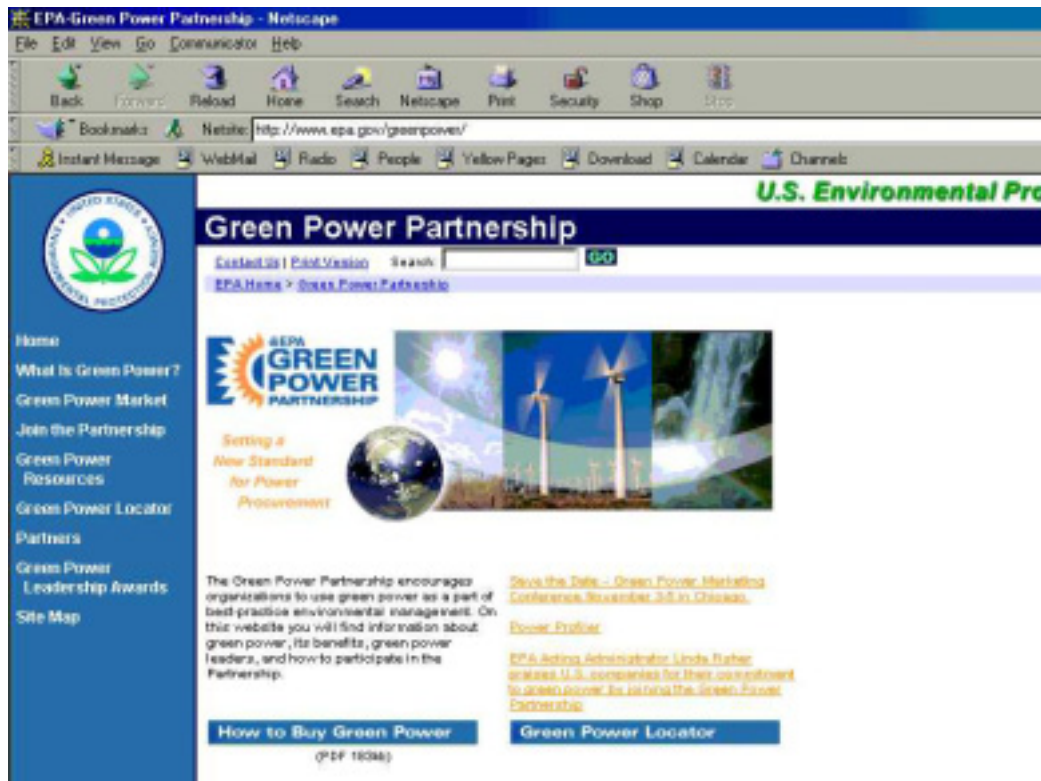 EPA-Green Power Partnership - Netscape
File Edit View Go Communicator Help
Back Forward Reload Home Search Netscape Print Security Shop Stop
Bookmarks Netsite: http://www.epa.gov/greenpower/
Instant Message WebMail Radio People Yellow Pages Download Calendar Channels
U.S. Environmental Pro
Green Power Partnership
Contact Us | Print Version Search: GO
EPA Home > Green Power Partnership
UNITED STATES
ENVIRONMENTAL PROTECTION
Home
What Is Green Power?
Green Power Market
Join the Partnership
Green Power
Resources
Green Power Locator
Partners
Green Power
Leadership Awards
Site Map
EPA
GREEN
POWER
PARTNERSHIP
Setting a
New Standard
for Power
Procurement
The Green Power Partnership encourages
organizations to use green power as a part of
best-practice environmental management. On
this website you will find information about
green power, its benefits, green power
leaders, and how to participate in the
Partnership.
Save the Date - Green Power Marketing
Conference November 3-5 in Chicago.
Power Profiler
EPA Acting Administrator Linda Fisher
praises U.S. companies for their commitment
to green power by joining the Green Power
Partnership
How to Buy Green Power
(PDF
Green Power Locator